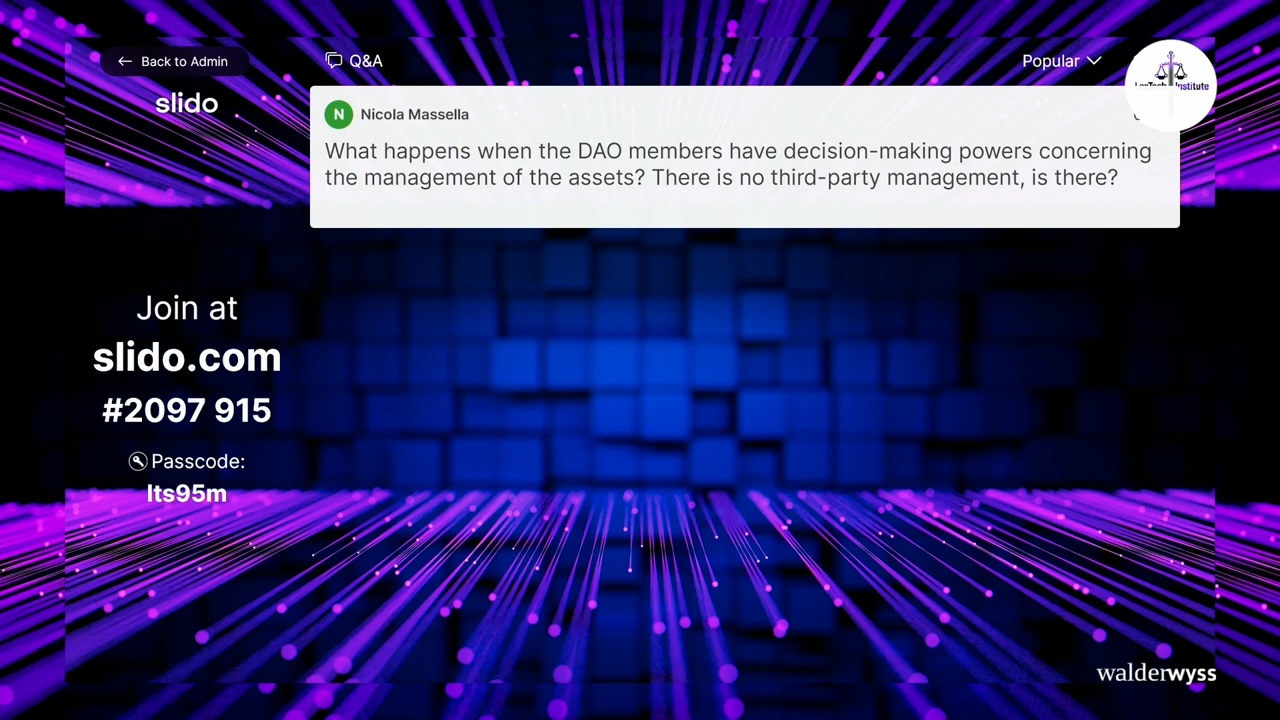 Back to Admin
slido
Q&A
Popular
Institute
N
Nicola Massella
What happens when the DAO members have decision-making powers concerning
the management of the assets? There is no third-party management, is there?
Join at
slido.com
#2097 915
Passcode:
walderwyss